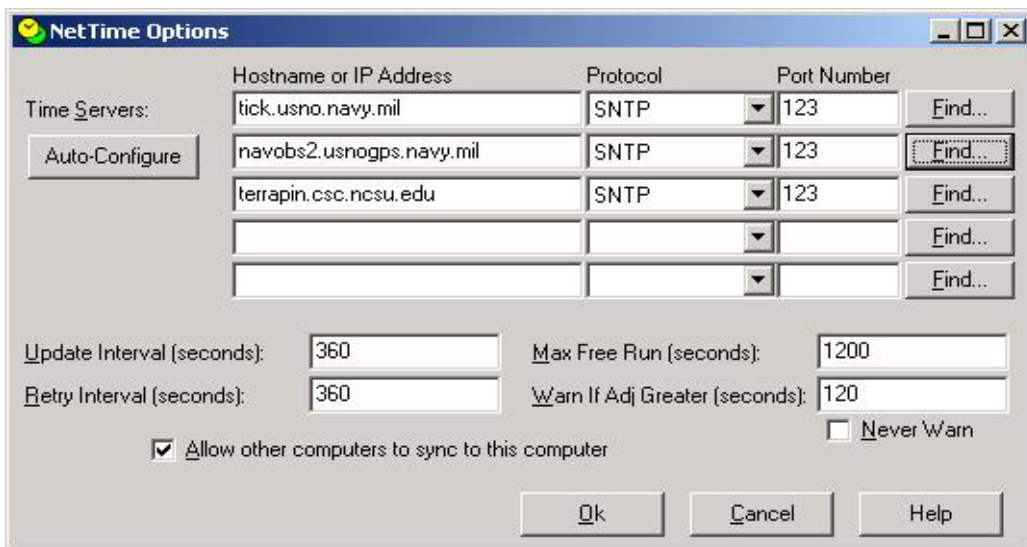 NetTime Options
Hostname or IP Address Protocol Port Number
Time Servers: tick.usno.navy.mil SNTP 123 Find...
Auto-Configure navobs2.usnogps.navy.mil SNTP 123 Find...
terrapin.csc.ncsu.edu SNTP 123 Find...
Find...
Find...
Update Interval (seconds): 360 Max Free Run (seconds): 1200
Retry Interval (seconds): 360 Warn If Adj Greater (seconds): 120
Never Warn
Allow other computers to sync to this computer
Ok Cancel Help